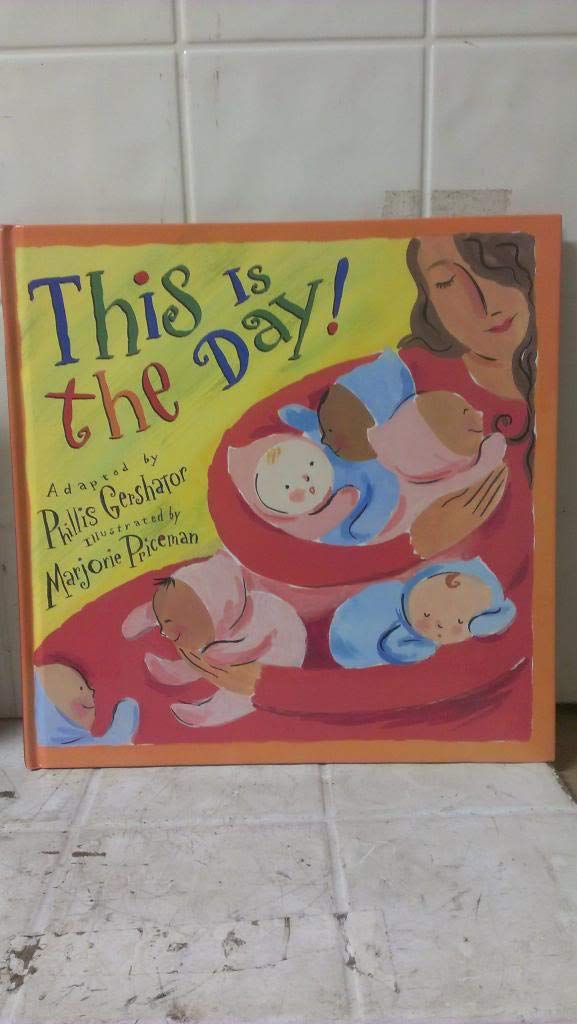 This is
the Day!
Adapted by
Phillis Gershator
Illustrated by
Marjorie Priceman